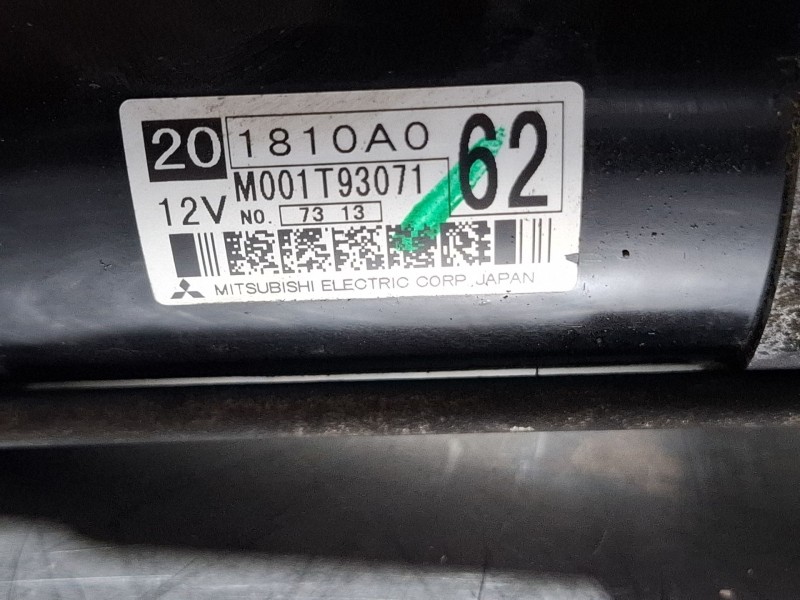 20 1810A0 62
M001T93071
12V NO. 73 13
MITSUBISHI ELECTRIC CORP. JAPAN